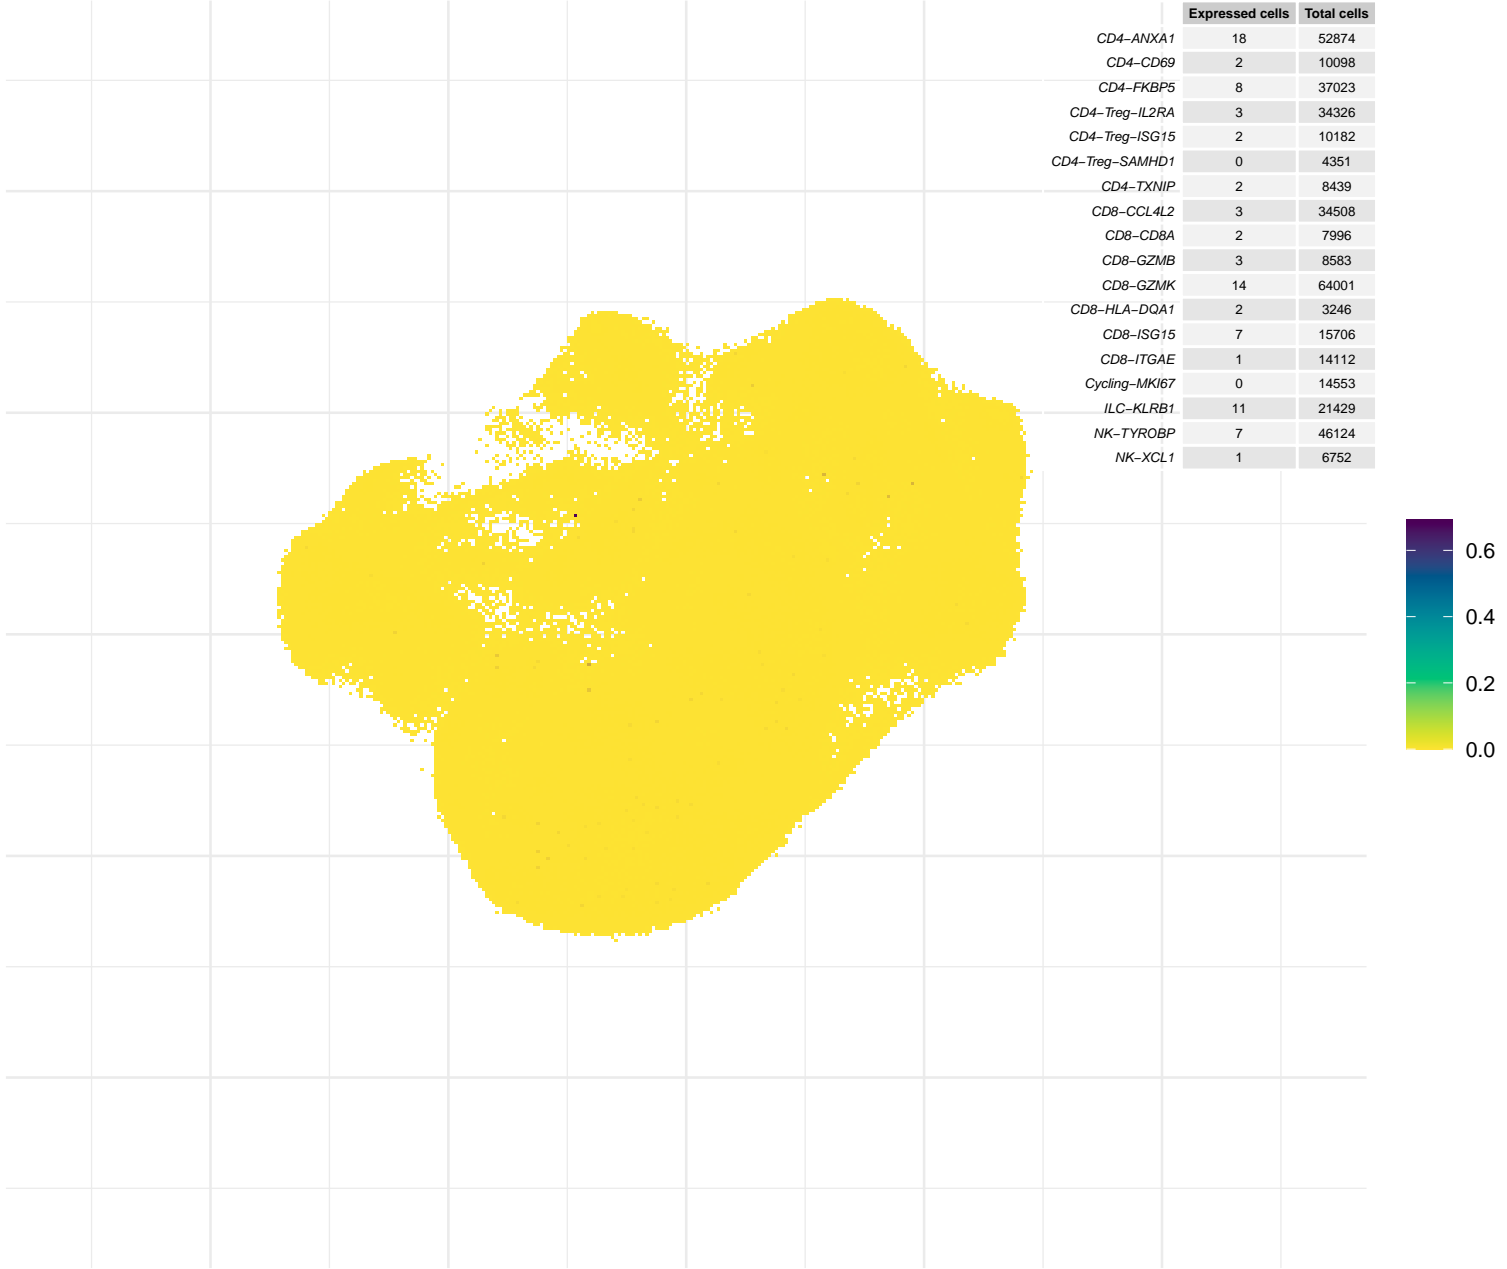 Expressed cells Total cells
CD4−ANXA1 18 52874
CD4−CD69 2 10098
CD4−FKBP5 8 37023
CD4−Treg−IL2RA 3 34326
CD4−Treg−ISG15 2 10182
CD4−Treg−SAMHD1 0 4351
CD4−TXNIP 2 8439
CD8−CCL4L2 3 34508
CD8−CD8A 2 7996
CD8−GZMB 3 8583
CD8−GZMK 14 64001
CD8−HLA−DQA1 2 3246
CD8−ISG15 7 15706
CD8−ITGAE 1 14112
Cycling−MKI67 0 14553
ILC−KLRB1 11 21429
NK−TYROBP 7 46124
NK−XCL1 1 6752
0.6
0.4
0.2
0.0